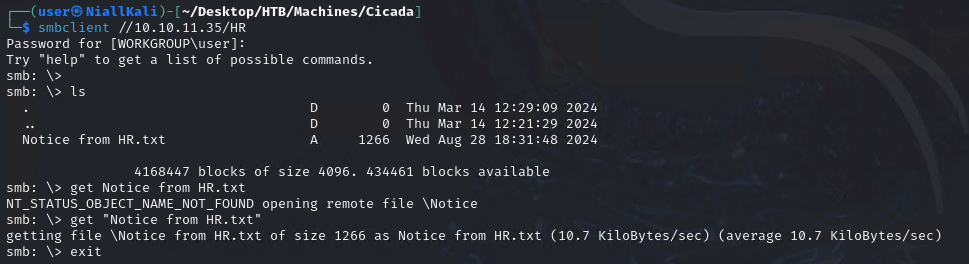 ┌──(user㉿NiallKali)-[~/Desktop/HTB/Machines/Cicada]
└─$ smbclient //10.10.11.35/HR
Password for [WORKGROUP\user]:
Try "help" to get a list of possible commands.
smb: \>
smb: \> ls
  .                                   D        0  Thu Mar 14 12:29:09 2024
  ..                                  D        0  Thu Mar 14 12:21:29 2024
  Notice from HR.txt                  A     1266  Wed Aug 28 18:31:48 2024

                4168447 blocks of size 4096. 434461 blocks available
smb: \> get Notice from HR.txt
NT_STATUS_OBJECT_NAME_NOT_FOUND opening remote file \Notice
smb: \> get "Notice from HR.txt"
getting file \Notice from HR.txt of size 1266 as Notice from HR.txt (10.7 KiloBytes/sec) (average 10.7 KiloBytes/sec)
smb: \> exit